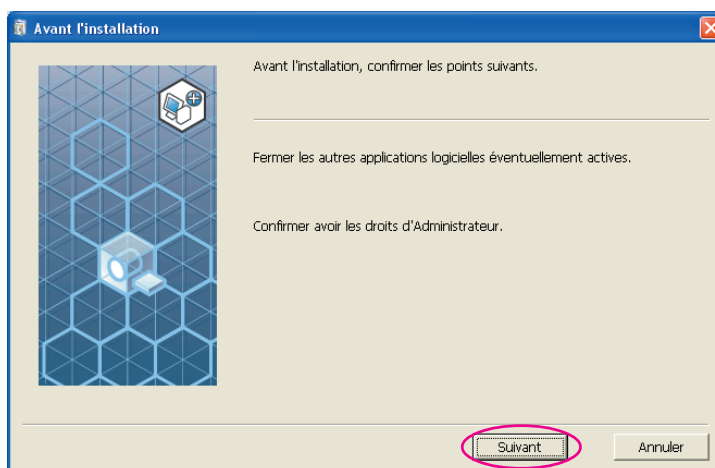 Avant l'installation
Avant l'installation, confirmer les points suivants.
Fermer les autres applications logicielles éventuellement actives.
Confirmer avoir les droits d'Administrateur.
Suivant
Annuler